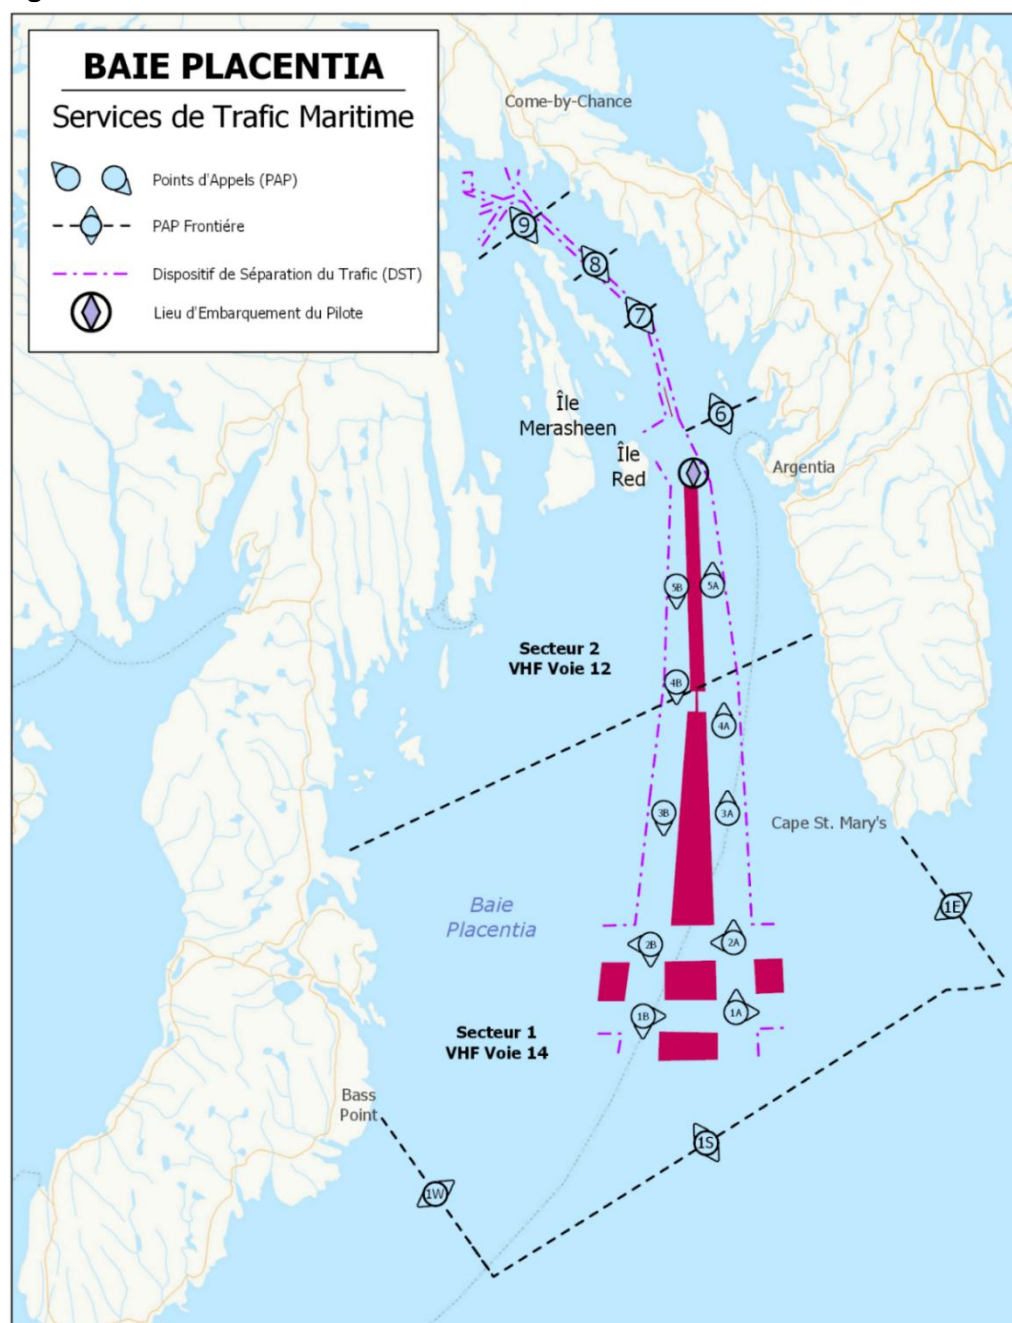 BAIE PLACENTIA
Services de Trafic Maritime
Points d'Appels (PAP)
PAP Frontiére
Dispositif de Séparation du Trafic (DST)
Lieu d'Embarquement du Pilote
Come-by-Chance
9
8
7
Île
Merasheen
6
Île
Red
Argentia
5B
5A
Secteur 2
VHF Voie 12
4B
4A
3B
3A
Cape St. Mary's
1E
Baie
Placentia
2B
2A
1B
1A
Secteur 1
VHF Voie 14
Bass
Point
1S
1W